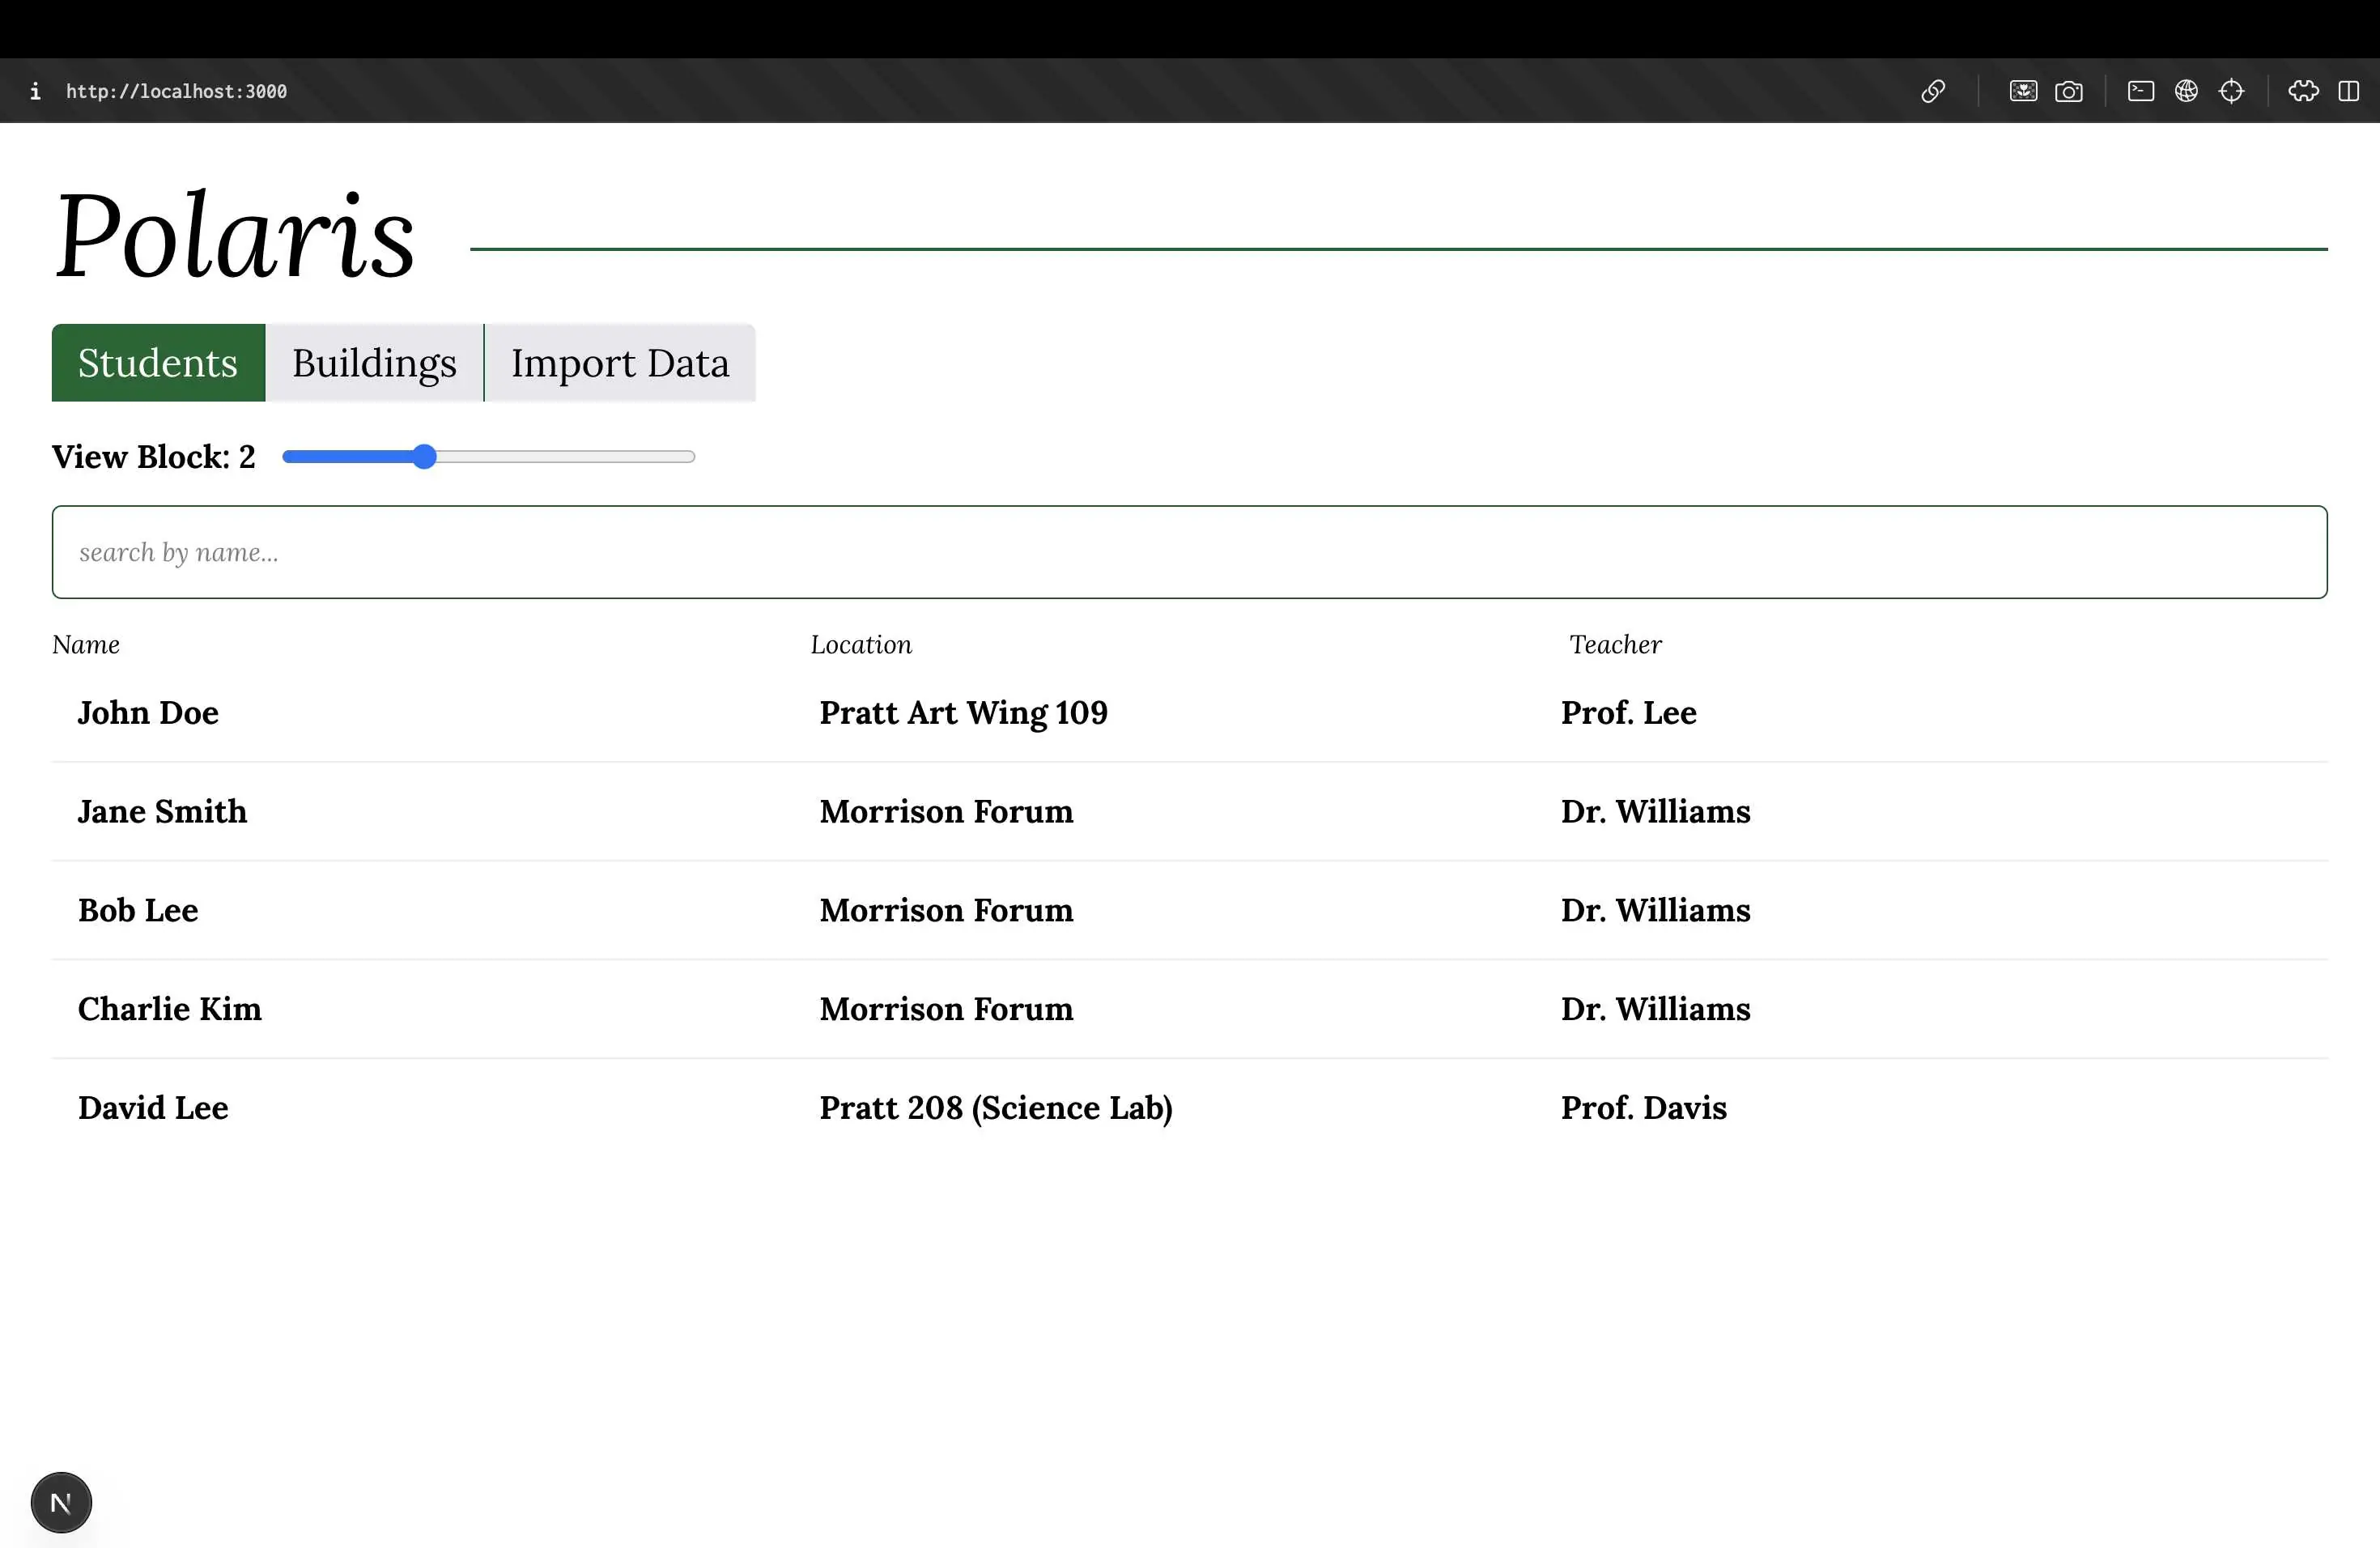 http://localhost:3000
Polaris
Students Buildings Import Data
View Block: 2
search by name...
Name Location Teacher
John Doe Pratt Art Wing 109 Prof. Lee
Jane Smith Morrison Forum Dr. Williams
Bob Lee Morrison Forum Dr. Williams
Charlie Kim Morrison Forum Dr. Williams
David Lee Pratt 208 (Science Lab) Prof. Davis
N